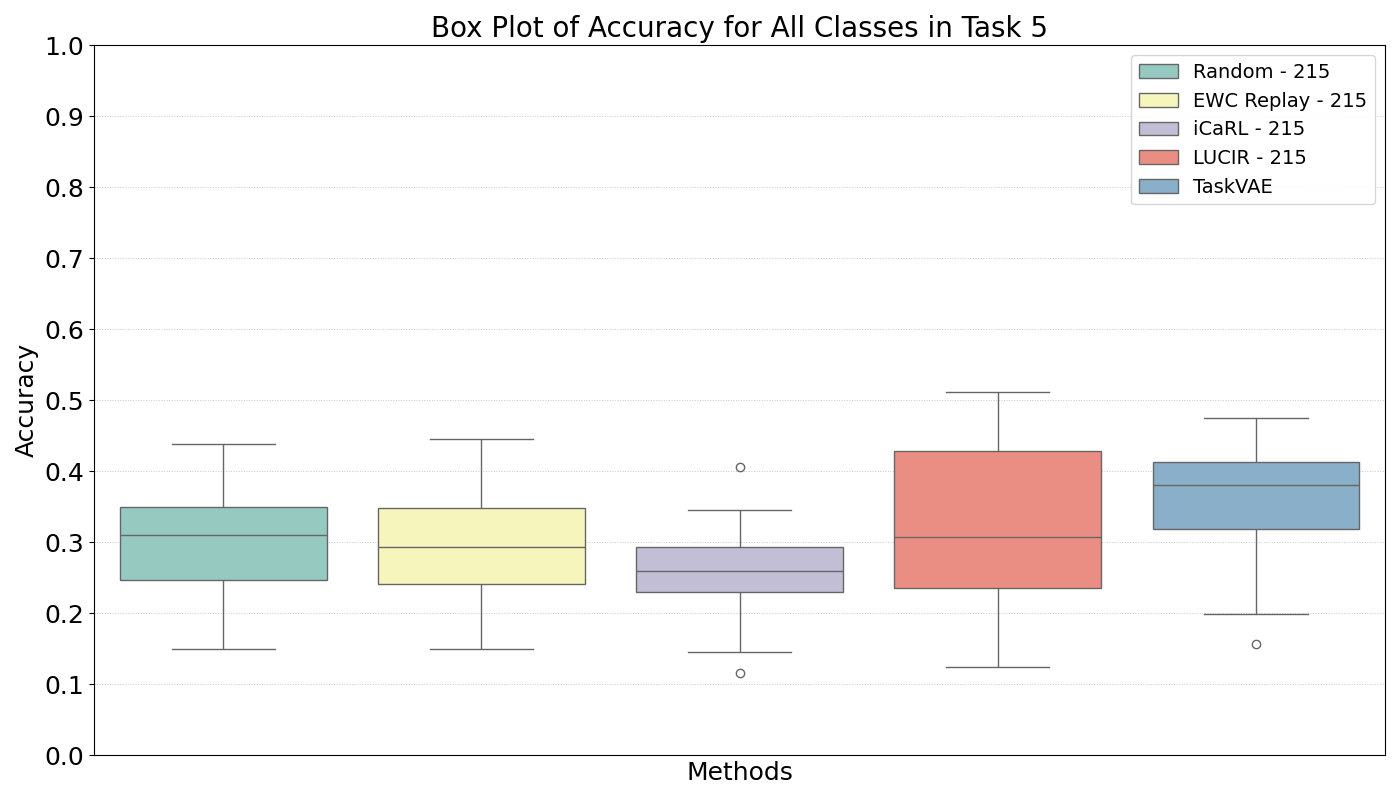 Box Plot of Accuracy for All Classes in Task 5
1.0
0.9
0.8
0.7
0.6
0.5
0.4
0.3
0.2
0.1
0.0
Accuracy
Methods
Random - 215
EWC Replay - 215
iCaRL - 215
LUCIR - 215
TaskVAE